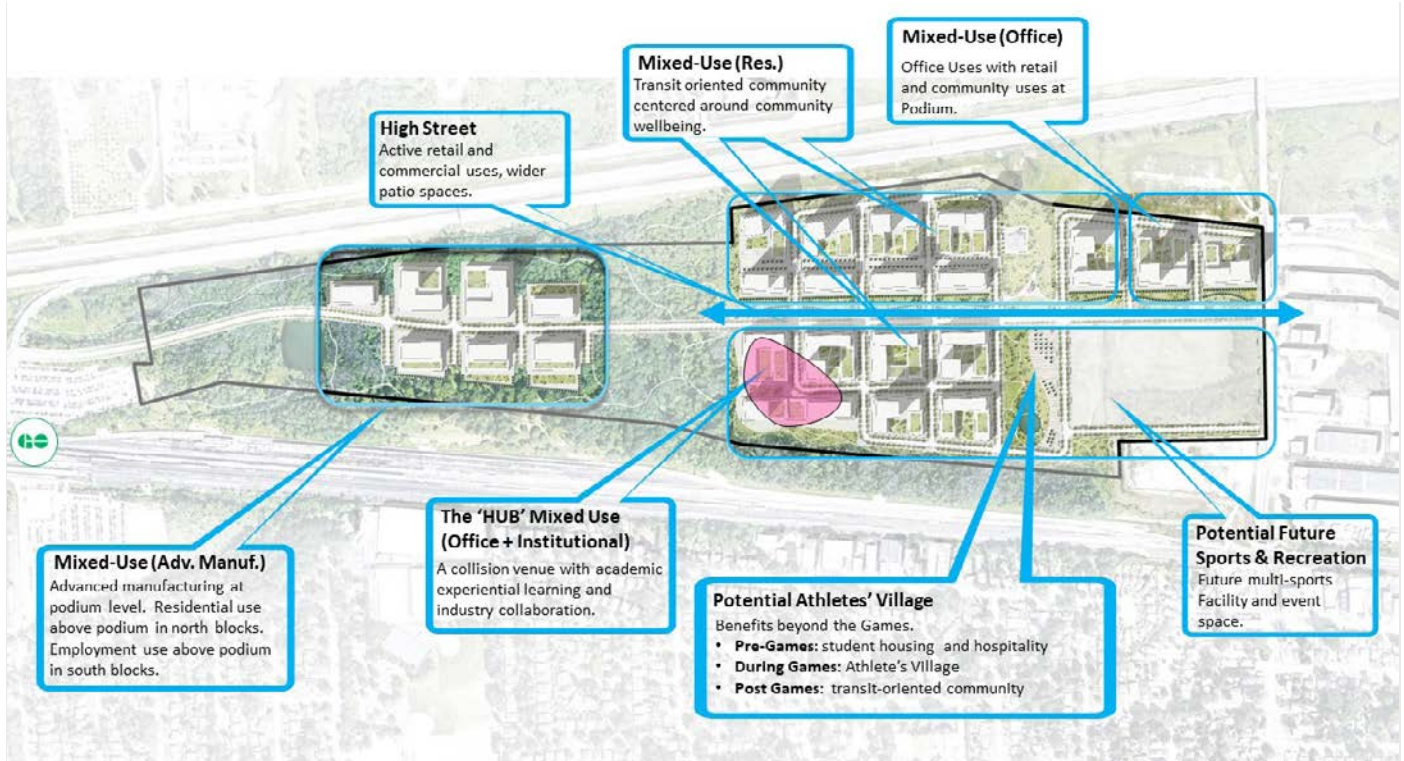 Mixed-Use (Office)
Office Uses with retail
and community uses at
Podium.
Mixed-Use (Res.)
Transit oriented community
centered around community
wellbeing.
High Street
Active retail and
commercial uses, wider
patio spaces.
GO
Mixed-Use (Adv. Manuf.)
Advanced manufacturing at
podium level. Residential use
above podium in north blocks.
Employment use above podium
in south blocks.
The ‘HUB’ Mixed Use
(Office + Institutional)
A collision venue with academic
experiential learning and
industry collaboration.
Potential Athletes’ Village
Benefits beyond the Games.
• Pre-Games: student housing and hospitality
• During Games: Athlete’s Village
• Post Games: transit-oriented community
Potential Future
Sports & Recreation
Future multi-sports
Facility and event
space.